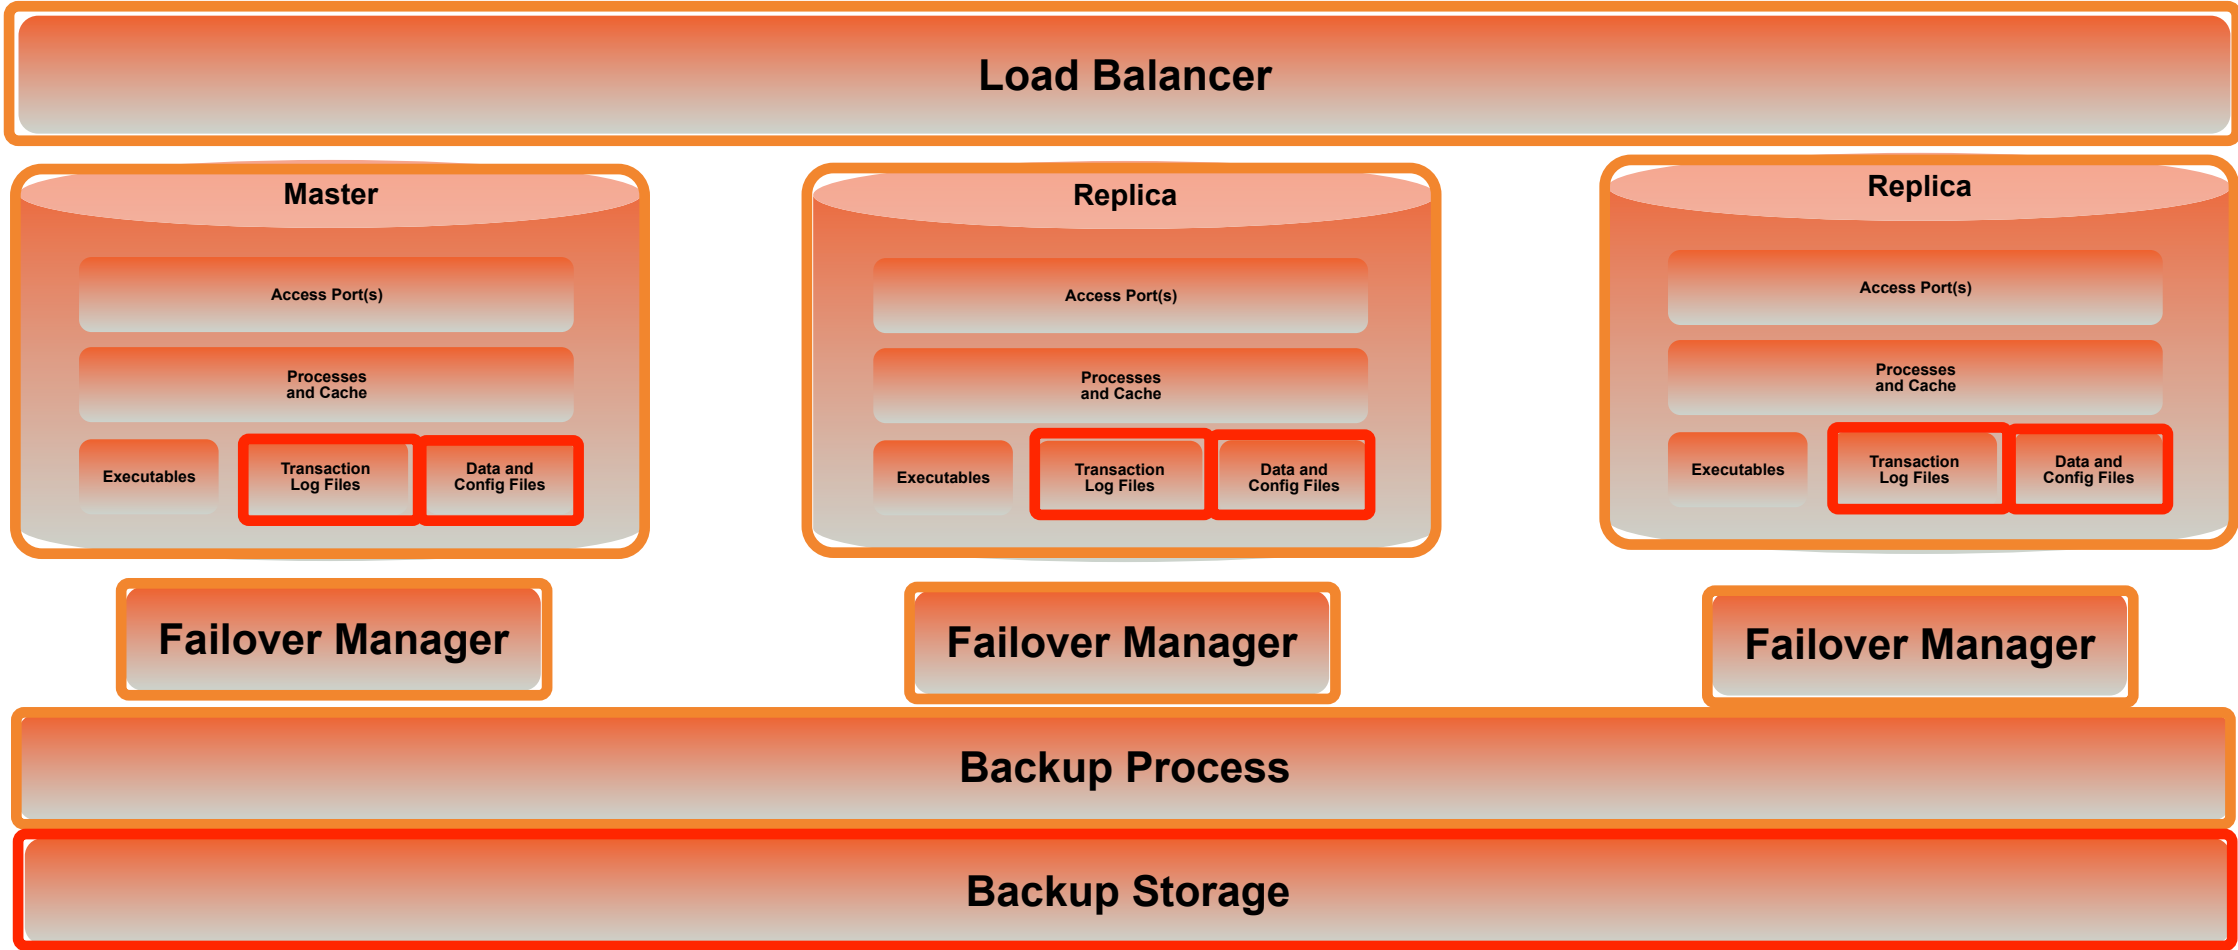 Load Balancer
Master
Access Port(s)
Processes
and Cache
Executables
Transaction
Log Files
Data and
Config Files
Replica
Access Port(s)
Processes
and Cache
Executables
Transaction
Log Files
Data and
Config Files
Replica
Access Port(s)
Processes
and Cache
Executables
Transaction
Log Files
Data and
Config Files
Failover Manager
Failover Manager
Failover Manager
Backup Process
Backup Storage